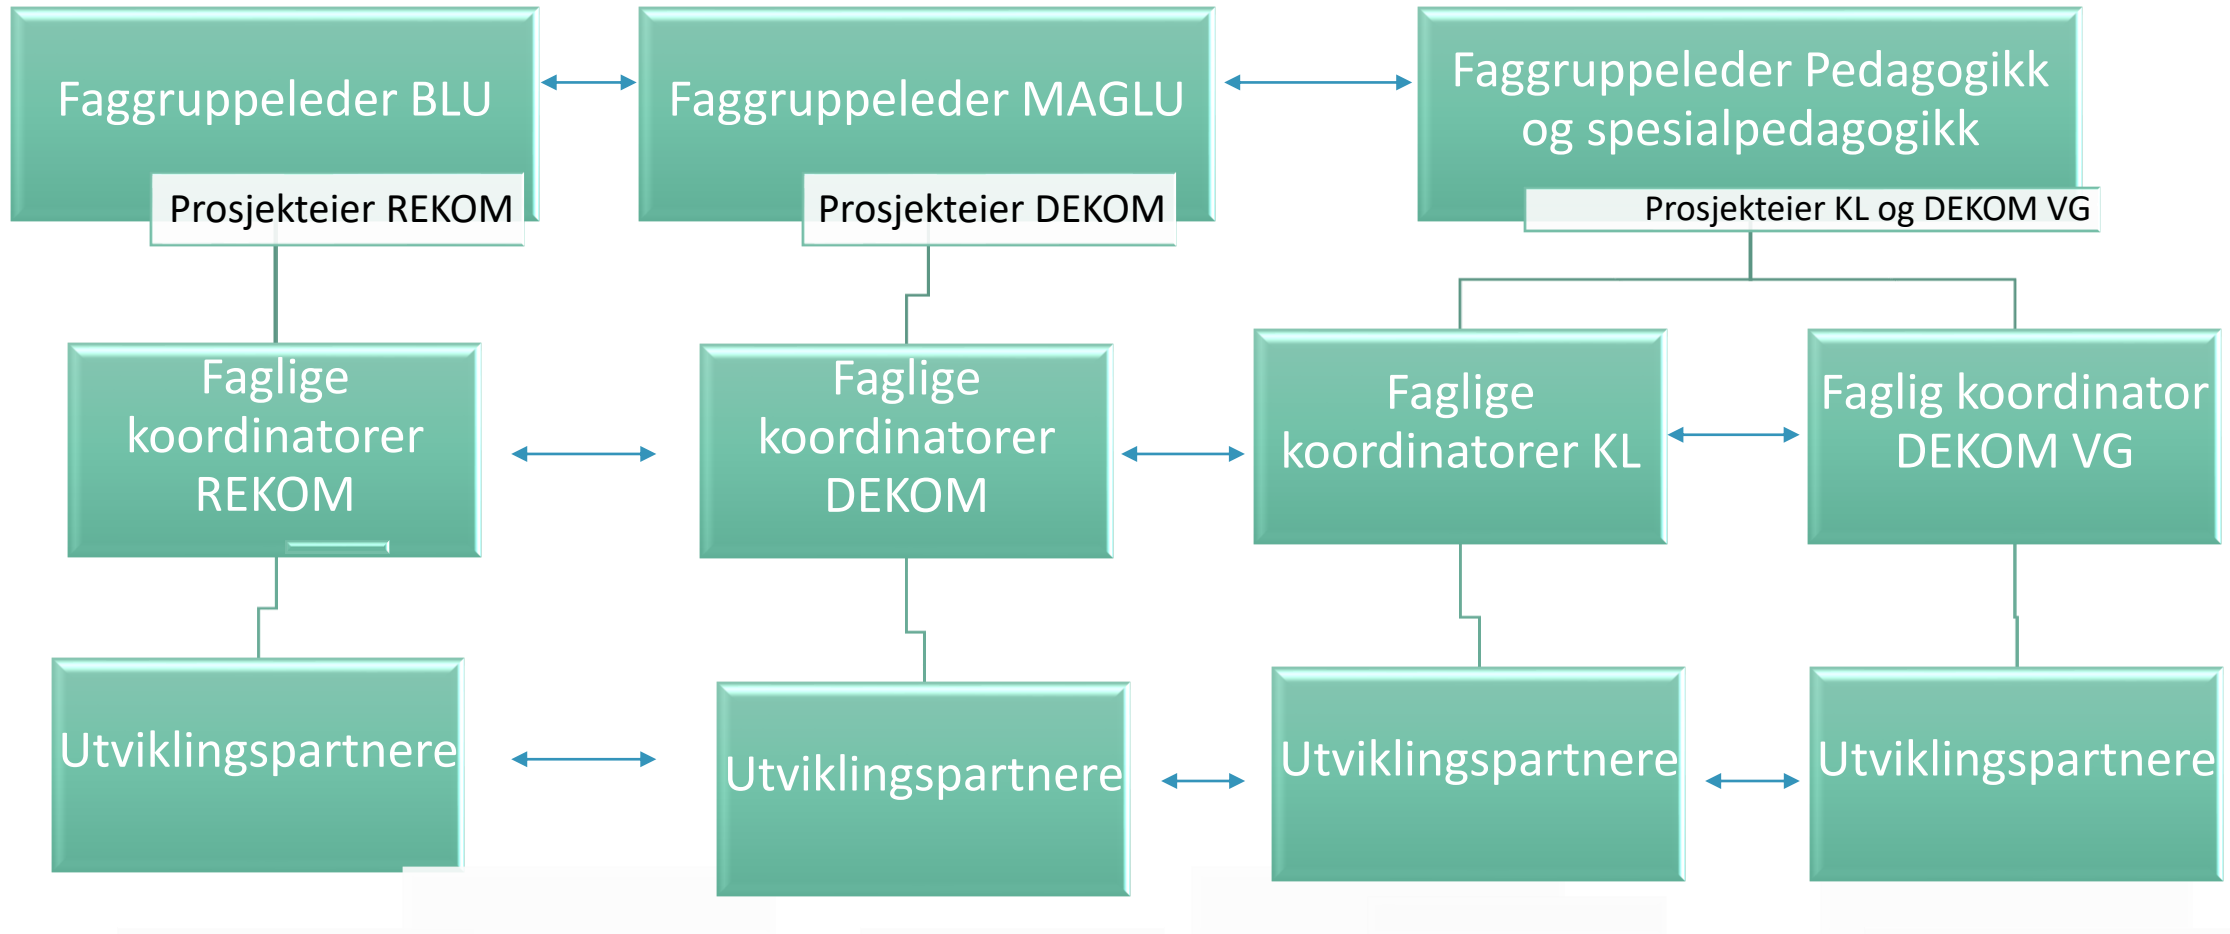 Faggruppeleder BLU
Prosjekteier REKOM
Faggruppeleder MAGLU
Prosjekteier DEKOM
Faggruppeleder Pedagogikk
og spesialpedagogikk
Prosjekteier KL og DEKOM VG
Faglige
koordinatorer
REKOM
Faglige
koordinatorer
DEKOM
Faglige
koordinatorer KL
Faglig koordinator
DEKOM VG
Utviklingspartnere
Utviklingspartnere
Utviklingspartnere
Utviklingspartnere